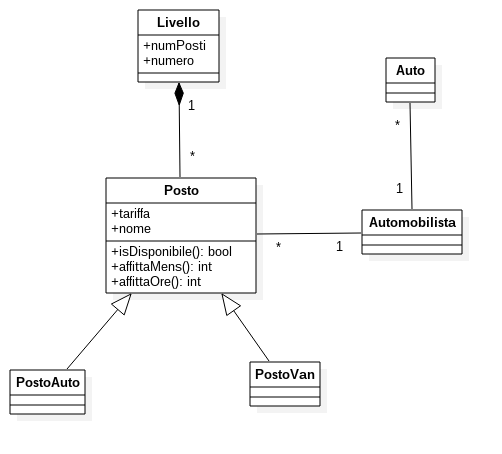 Livello
+numPosti
+numero
1
*
Auto
*
1
Posto
+tariffa
+nome
+isDisponibile(): bool
+affittaMens(): int
+affittaOre(): int
*
1
Automobilista
PostoAuto
PostoVan